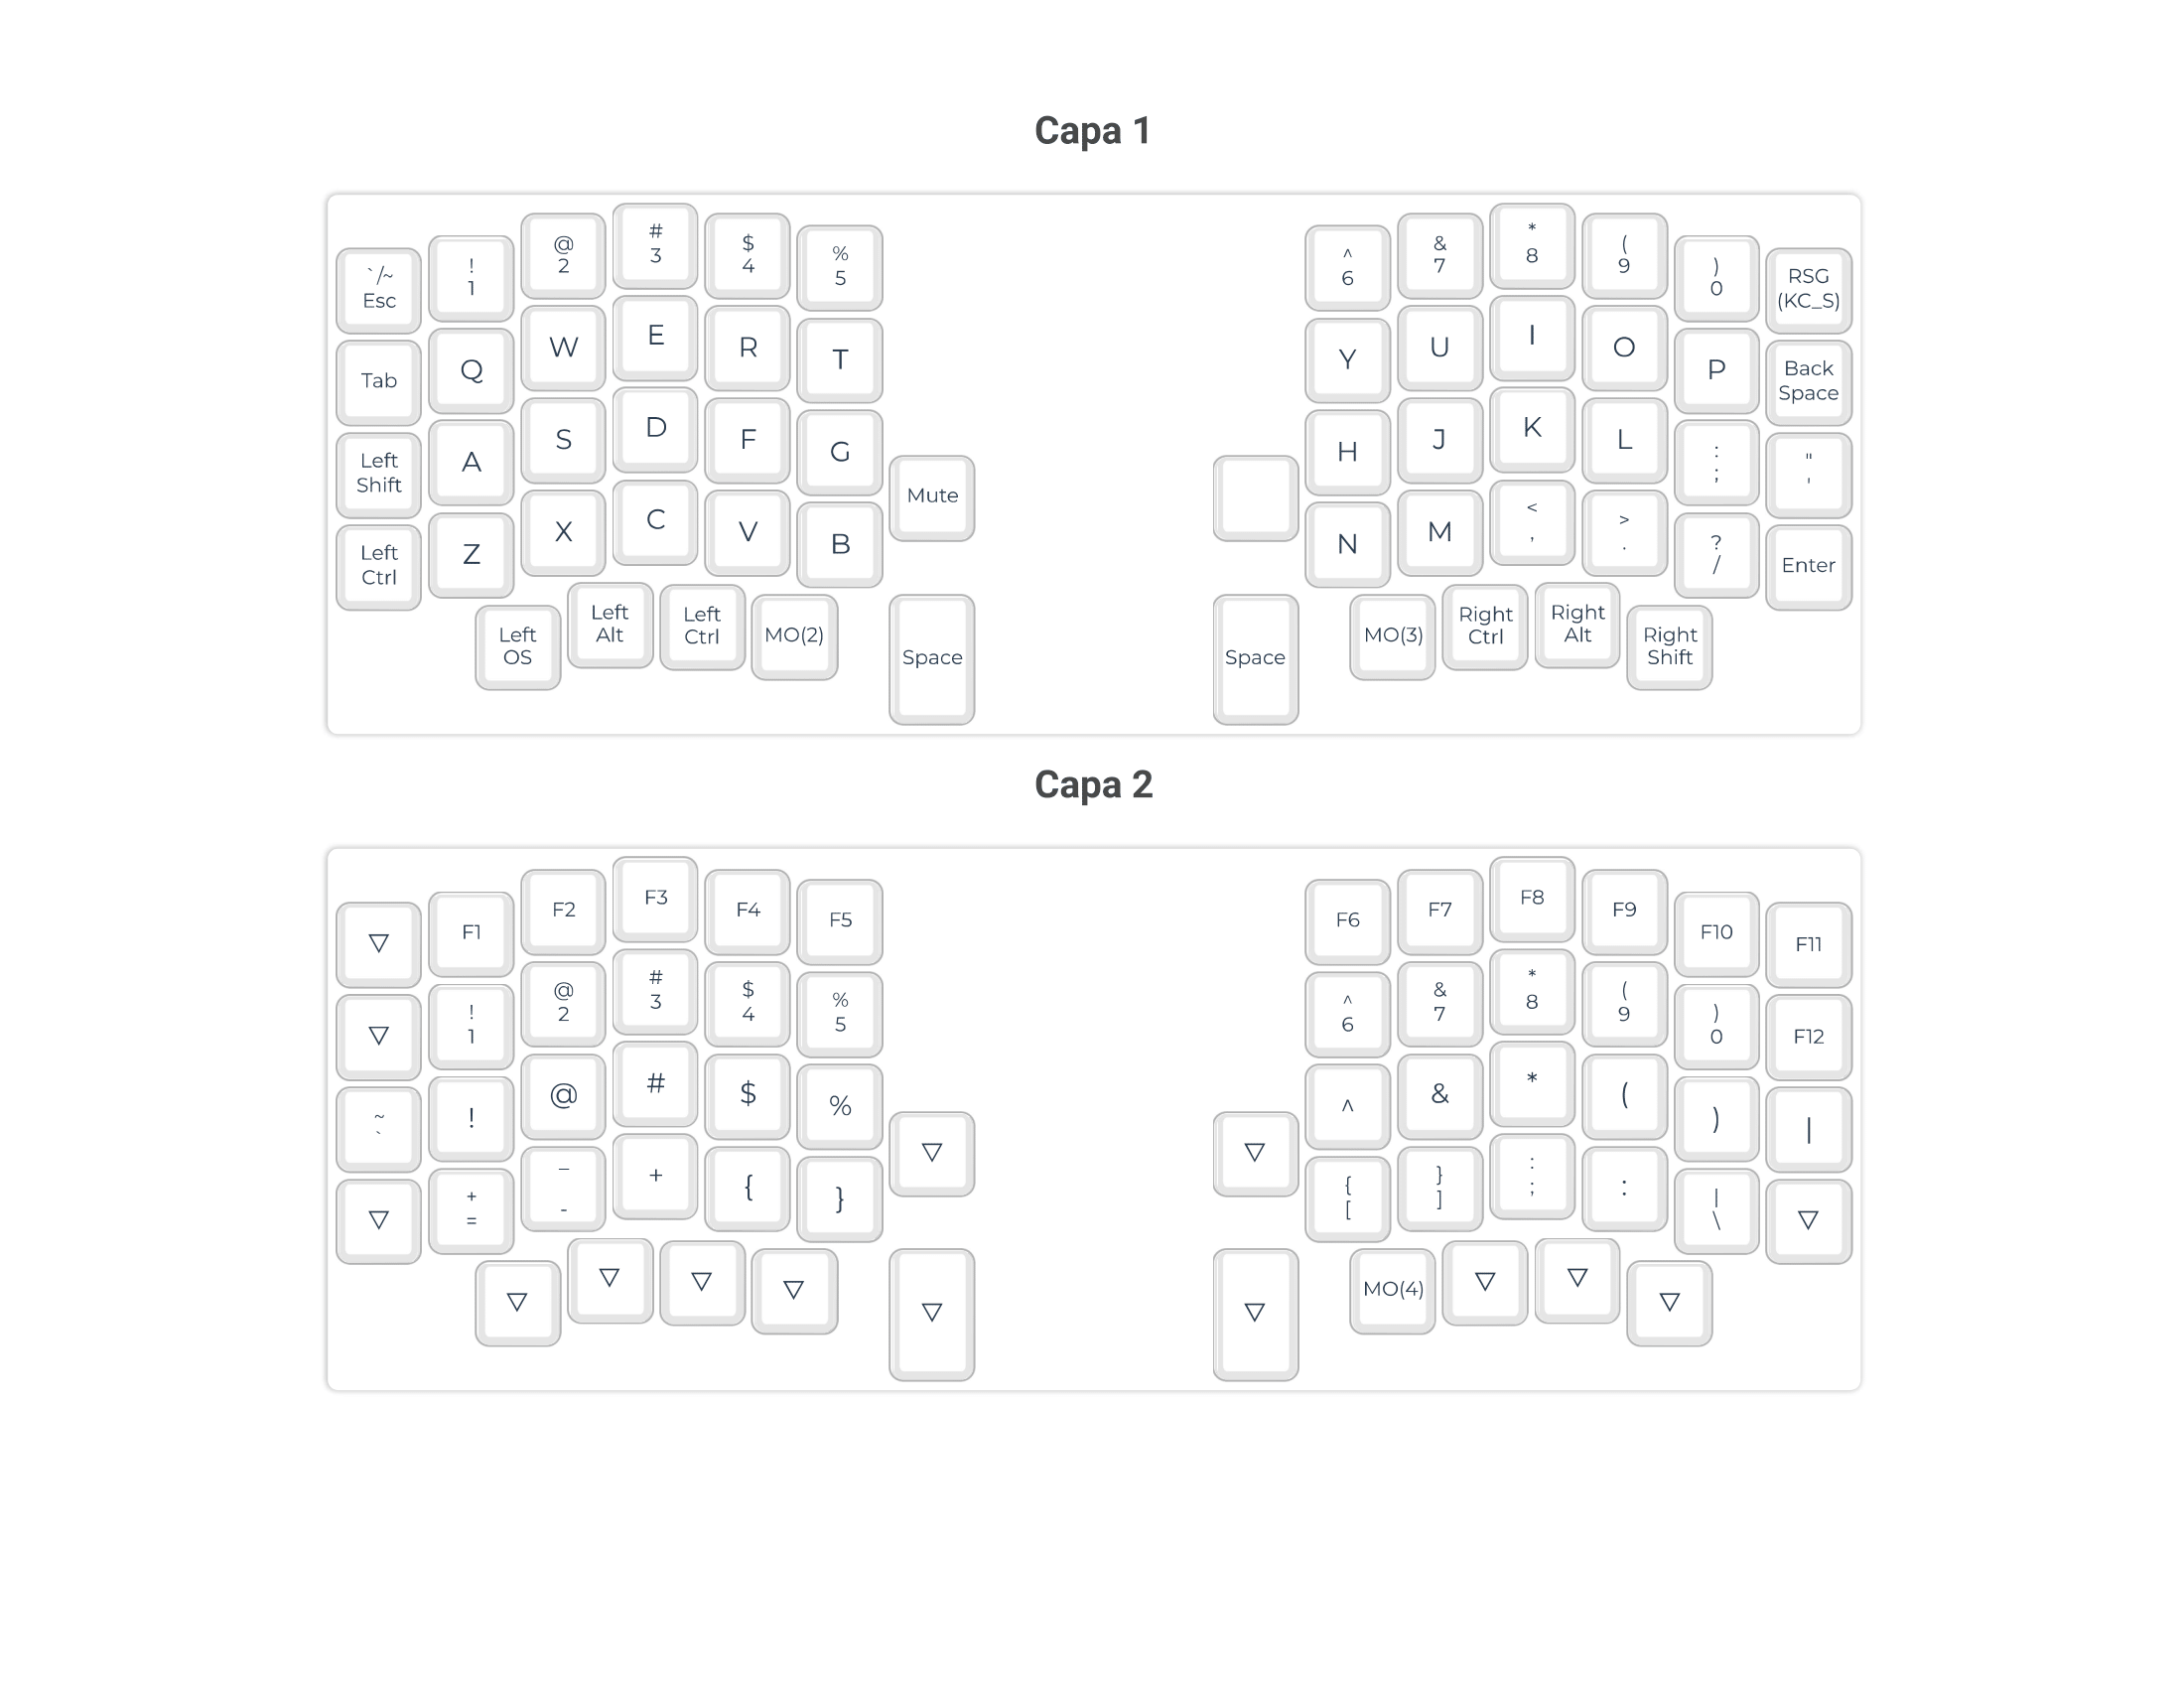 Capa 1
`/~ Esc ! 1 @ 2 # 3 $ 4 % 5 ^ 6 & 7 * 8 ( 9 ) 0 RSG (KC_S)
Tab Q W E R T Y U I O P Back Space
Left Shift A S D F G Mute H J K L : ; " '
Left Ctrl Z X C V B N M < , > . ? / Enter
Left OS Left Alt Left Ctrl MO(2) Space Space MO(3) Right Ctrl Right Alt Right Shift
Capa 2
▽ F1 F2 F3 F4 F5 F6 F7 F8 F9 F10 F11
▽ ! 1 @ 2 # 3 $ 4 % 5 ^ 6 & 7 * 8 ( 9 ) 0 F12
~ ` ! @ # $ % ▽ ▽ ^ & * ( ) |
▽ + = _ - + { } { [ } ] : ; : | \ ▽
▽ ▽ ▽ ▽ ▽ ▽ MO(4) ▽ ▽ ▽